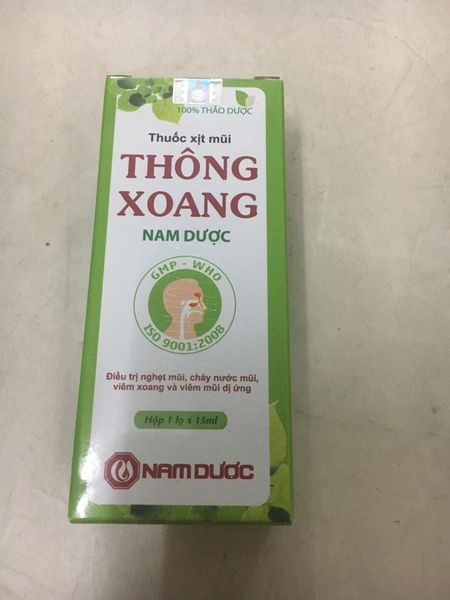 100% THẢO DƯỢC
Thuốc xịt mũi
THÔNG
XOANG
NAM DƯỢC
GMP - WHO
ISO 9001:2008
Điều trị nghẹt mũi, chảy nước mũi,
viêm xoang và viêm mũi dị ứng
Hộp 1 lọ x 15ml
NAM DƯỢC